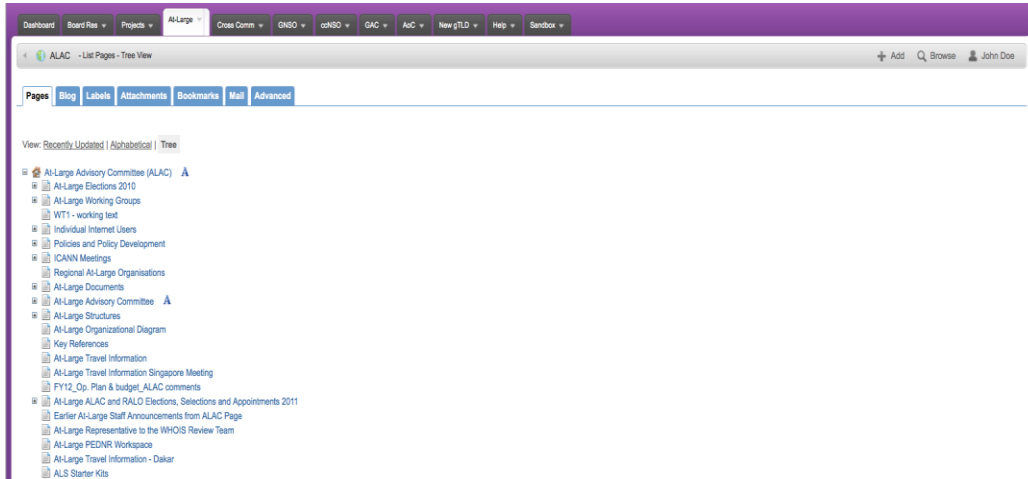 Dashboard Board Res Projects At-Large Cross Comm GNSO ccNSO GAC AoC New gTLD Help Sandbox
ALAC - List Pages - Tree View Add Browse John Doe
Pages Blog Labels Attachments Bookmarks Mail Advanced
View: Recently Updated | Alphabetical | Tree
At-Large Advisory Committee (ALAC) A
At-Large Elections 2010
At-Large Working Groups
WT1 - working text
Individual Internet Users
Policies and Policy Development
ICANN Meetings
Regional At-Large Organisations
At-Large Documents
At-Large Advisory Committee A
At-Large Structures
At-Large Organizational Diagram
Key References
At-Large Travel Information
At-Large Travel Information Singapore Meeting
FY12_Op. Plan & budget_ALAC comments
At-Large ALAC and RALO Elections, Selections and Appointments 2011
Earlier At-Large Staff Announcements from ALAC Page
At-Large Representative to the WHOIS Review Team
At-Large PEDNR Workspace
At-Large Travel Information - Dakar
ALS Starter Kits